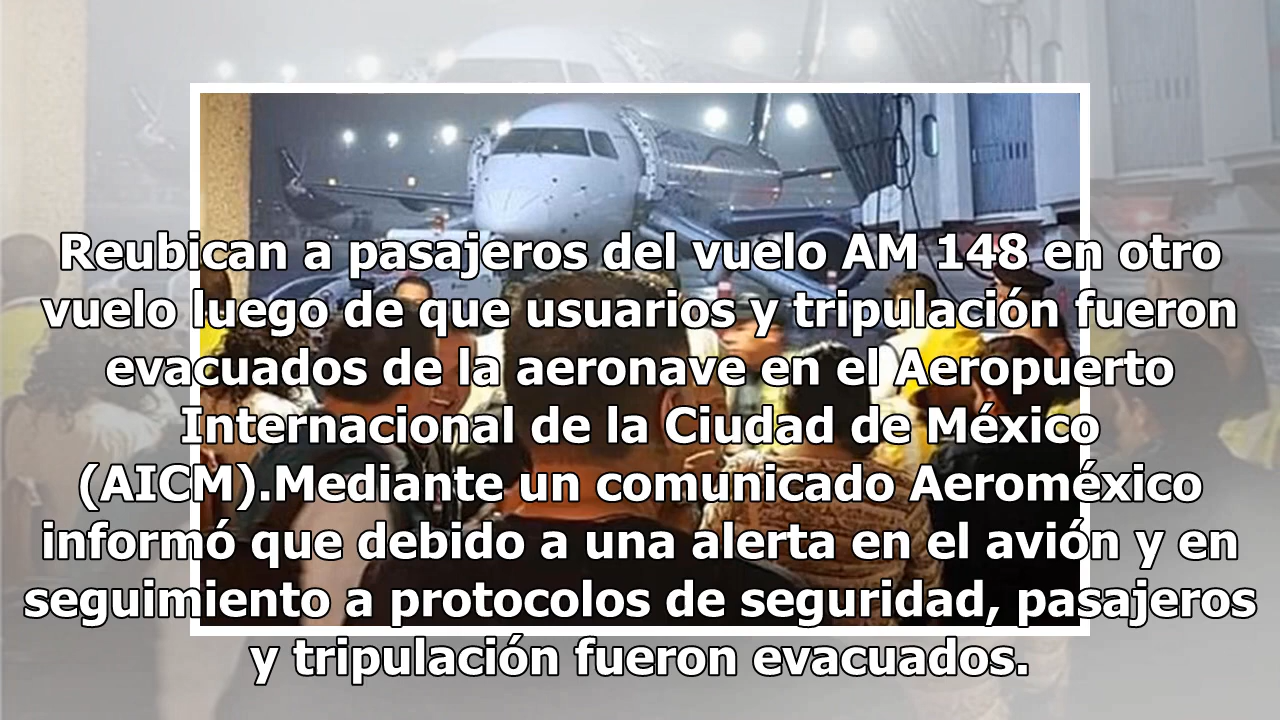 Reubican a pasajeros del vuelo AM 148 en otro
vuelo luego de que usuarios y tripulación fueron
evacuados de la aeronave en el Aeropuerto
Internacional de la Ciudad de México
(AICM).Mediante un comunicado Aeroméxico
informó que debido a una alerta en el avión y en
seguimiento a protocolos de seguridad, pasajeros
y tripulación fueron evacuados.